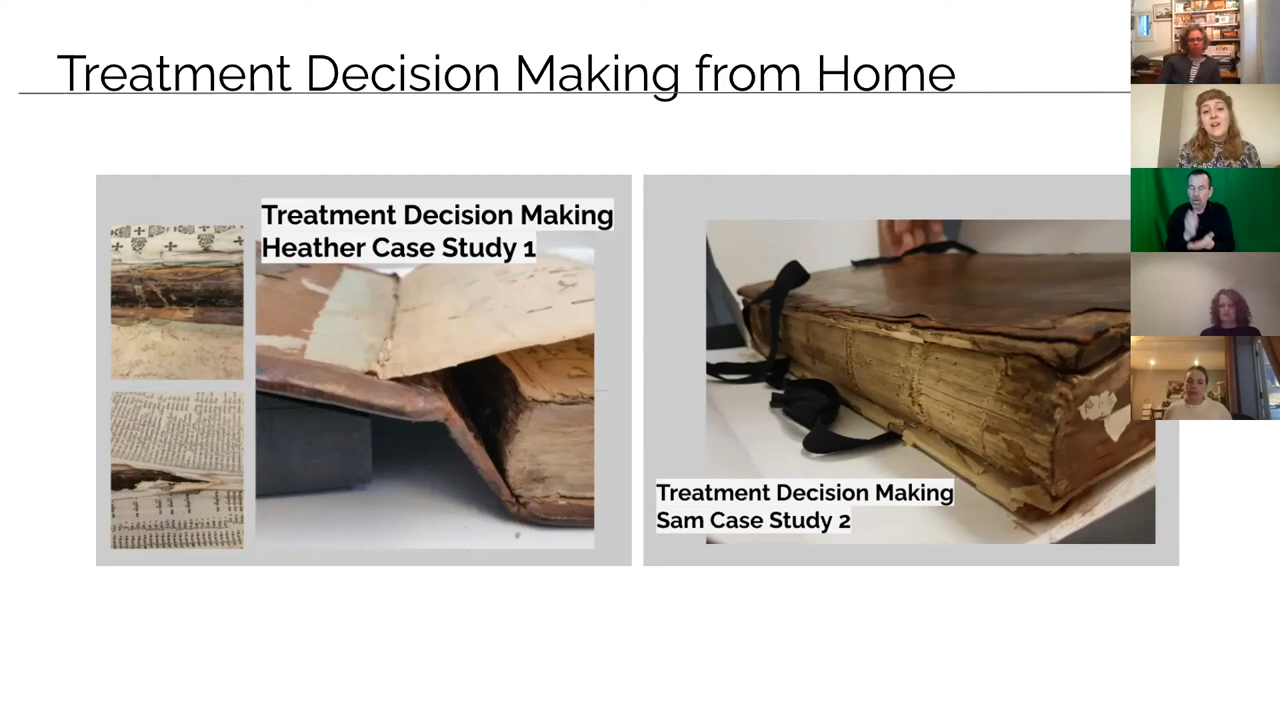 Treatment Decision Making from Home
Treatment Decision Making
Heather Case Study 1
Treatment Decision Making
Sam Case Study 2